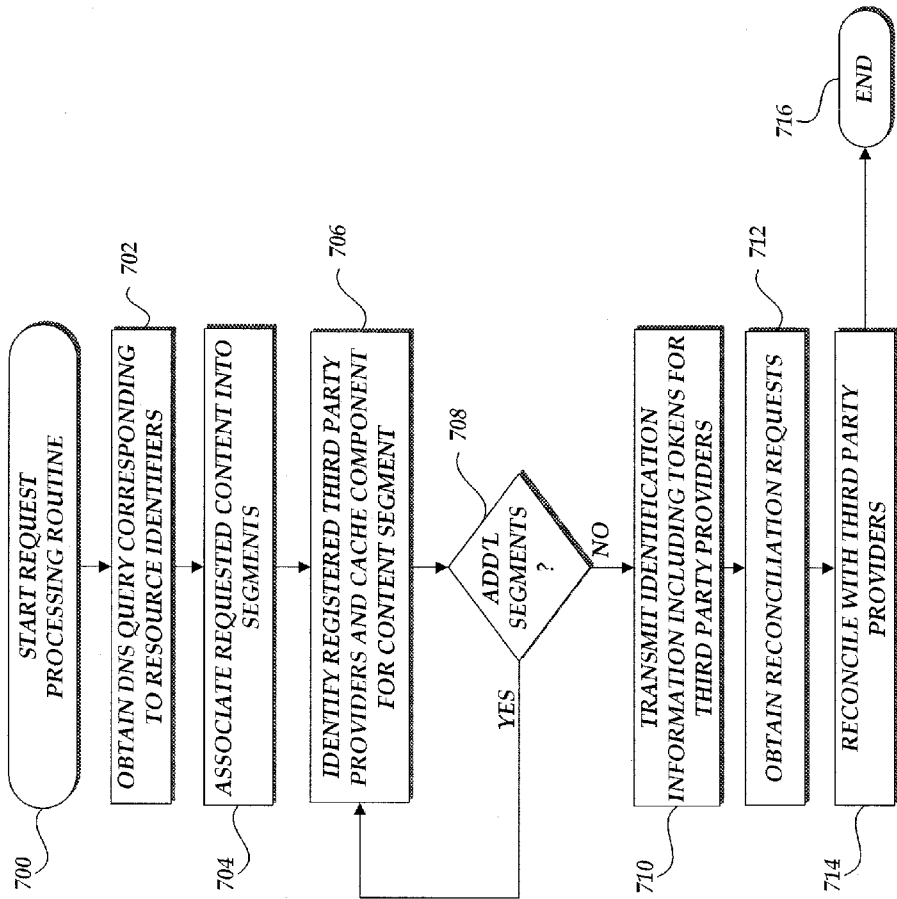 START REQUEST
PROCESSING ROUTINE
700
OBTAIN DNS QUERY CORRESPONDING
TO RESOURCE IDENTIFIERS
702
ASSOCIATE REQUESTED CONTENT INTO
SEGMENTS
704
IDENTIFY REGISTERED THIRD PARTY
PROVIDERS AND CACHE COMPONENT
FOR CONTENT SEGMENT
706
ADD'L
SEGMENTS
?
708
YES
NO
TRANSMIT IDENTIFICATION
INFORMATION INCLUDING TOKENS FOR
THIRD PARTY PROVIDERS
710
OBTAIN RECONCILIATION REQUESTS
712
RECONCILE WITH THIRD PARTY
PROVIDERS
714
END
716